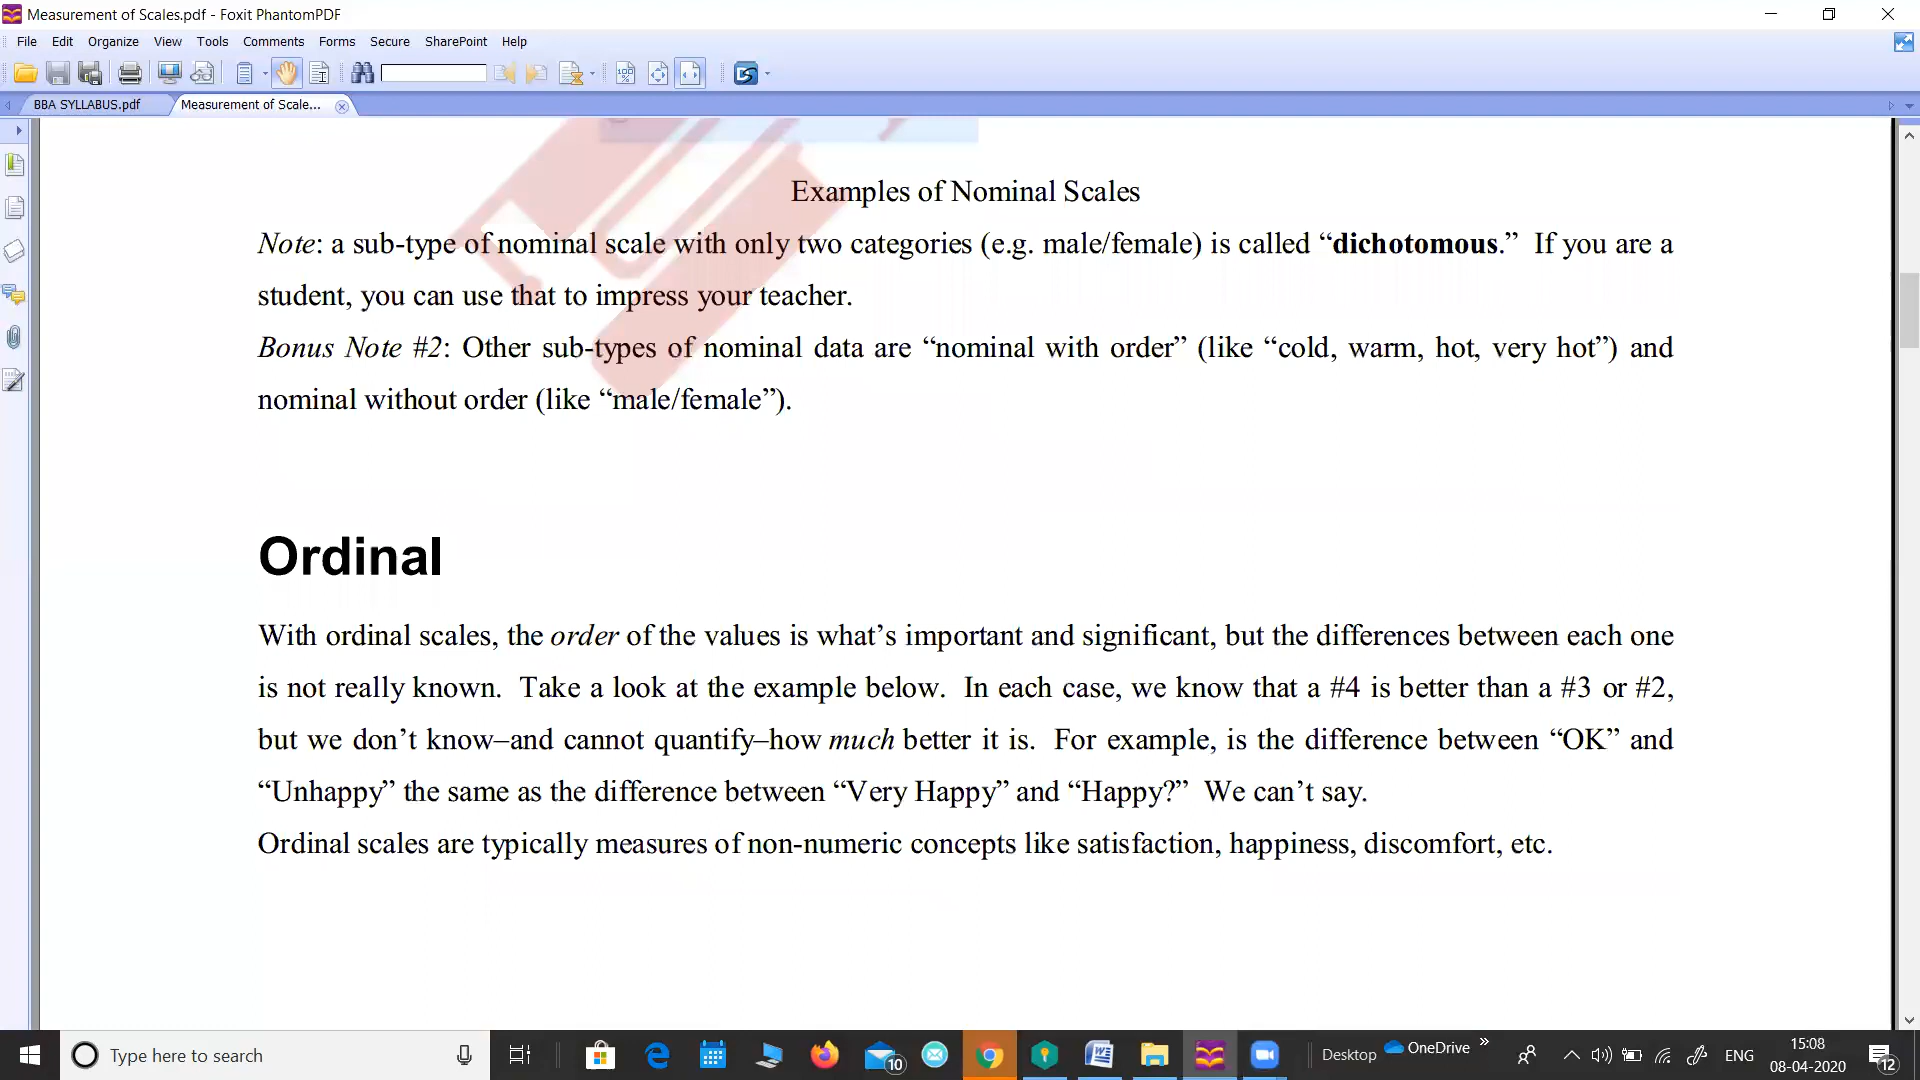 Measurement of Scales.pdf - Foxit PhantomPDF
File Edit Organize View Tools Comments Forms Secure SharePoint Help
BBA SYLLABUS.pdf Measurement of Scale...
Examples of Nominal Scales
Note: a sub-type of nominal scale with only two categories (e.g. male/female) is called “dichotomous.” If you are a
student, you can use that to impress your teacher.
Bonus Note #2: Other sub-types of nominal data are “nominal with order” (like “cold, warm, hot, very hot”) and
nominal without order (like “male/female”).
Ordinal
With ordinal scales, the order of the values is what’s important and significant, but the differences between each one
is not really known. Take a look at the example below. In each case, we know that a #4 is better than a #3 or #2,
but we don’t know–and cannot quantify–how much better it is. For example, is the difference between “OK” and
“Unhappy” the same as the difference between “Very Happy” and “Happy?” We can’t say.
Ordinal scales are typically measures of non-numeric concepts like satisfaction, happiness, discomfort, etc.
Type here to search 10 Desktop OneDrive » ENG 15:08 12
08-04-2020